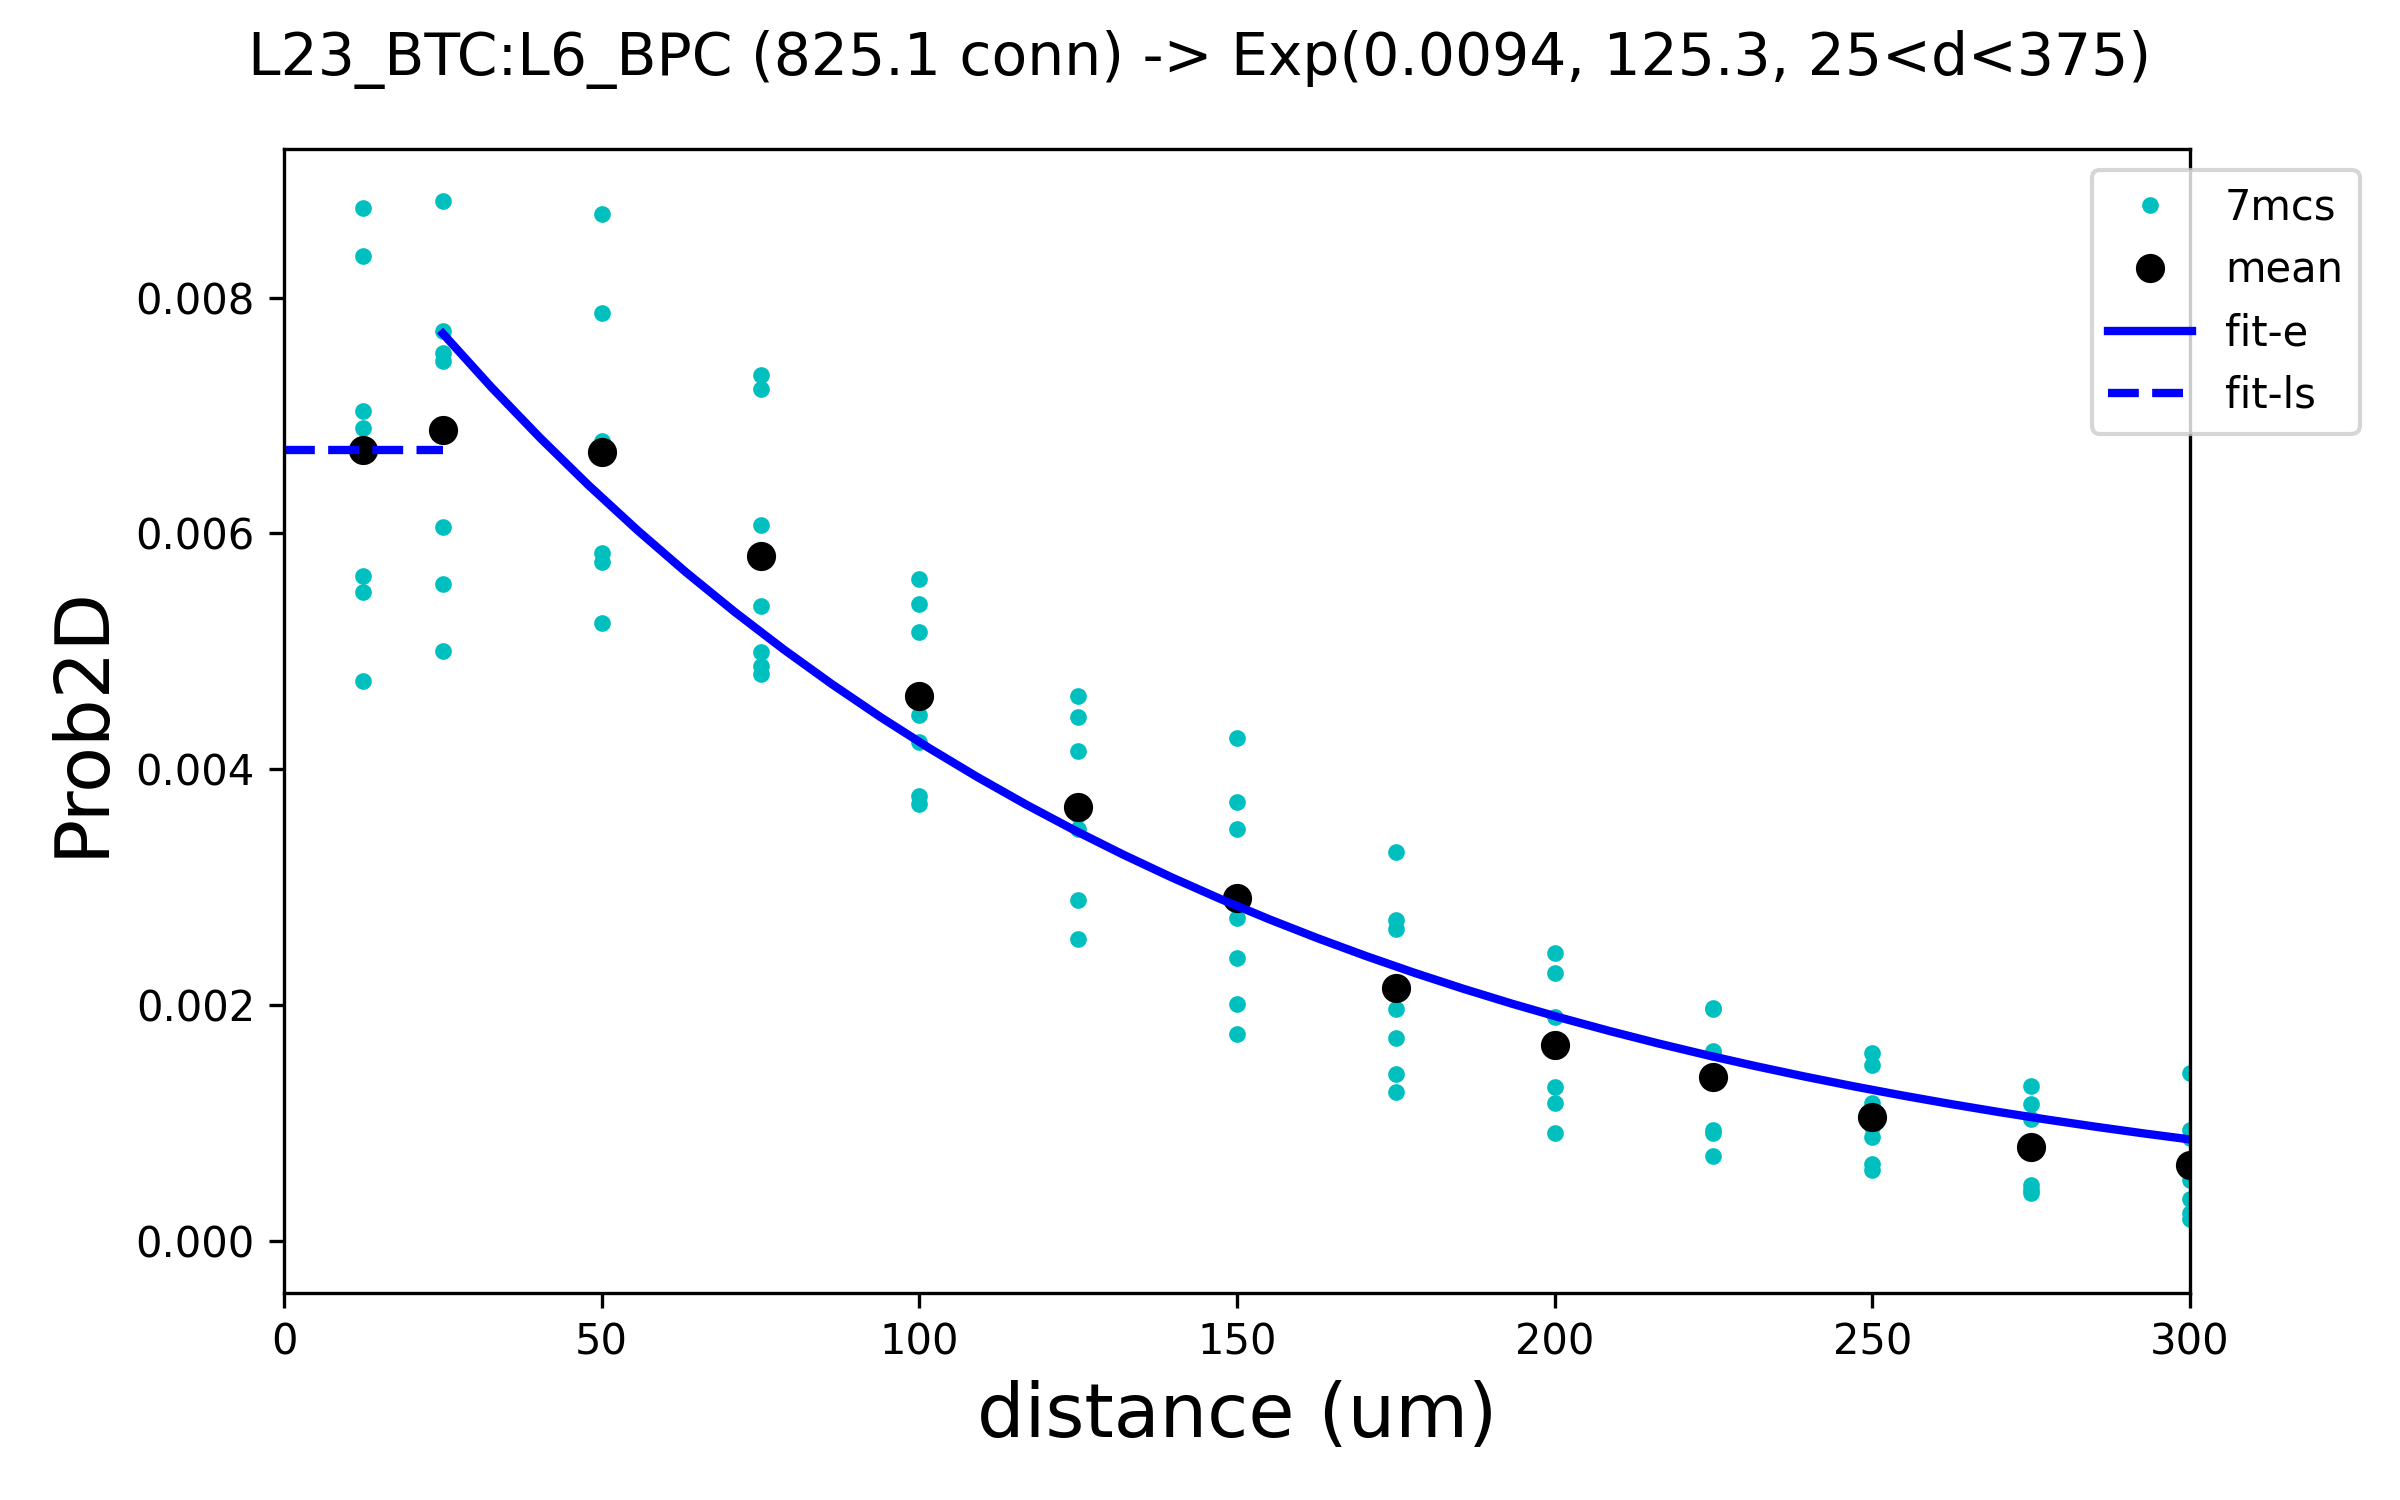 L23_BTC:L6_BPC (825.1 conn) -> Exp(0.0094, 125.3, 25<d<375)
7mcs
mean
fit-e
fit-ls
Prob2D
0.008
0.006
0.004
0.002
0.000
0 50 100 150 200 250 300
distance (um)